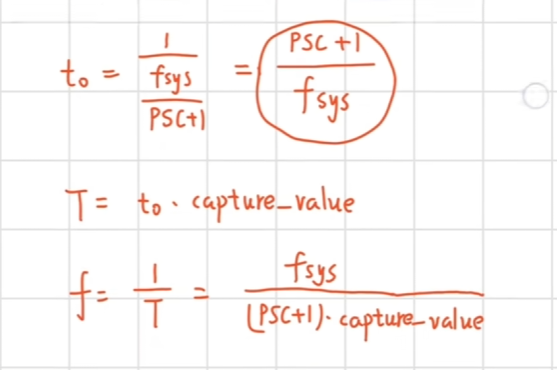 t₀ = 1/(fsys/(PSC+1)) = (PSC+1)/fsys
T = t₀ · capture_value
f = 1/T = fsys/((PSC+1)· capture_value)